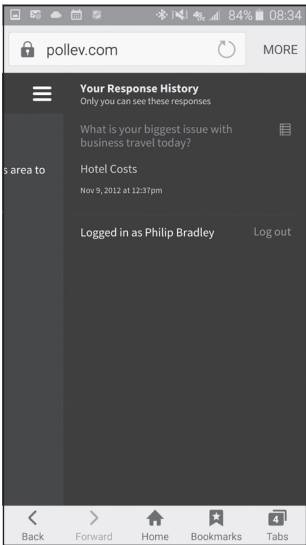 84% 08:34
pollev.com MORE
Your Response History
Only you can see these responses
What is your biggest issue with
business travel today?
s area to
Hotel Costs
Nov 9, 2012 at 12:37pm
Logged in as Philip Bradley Log out
Back Forward Home Bookmarks 4 Tabs